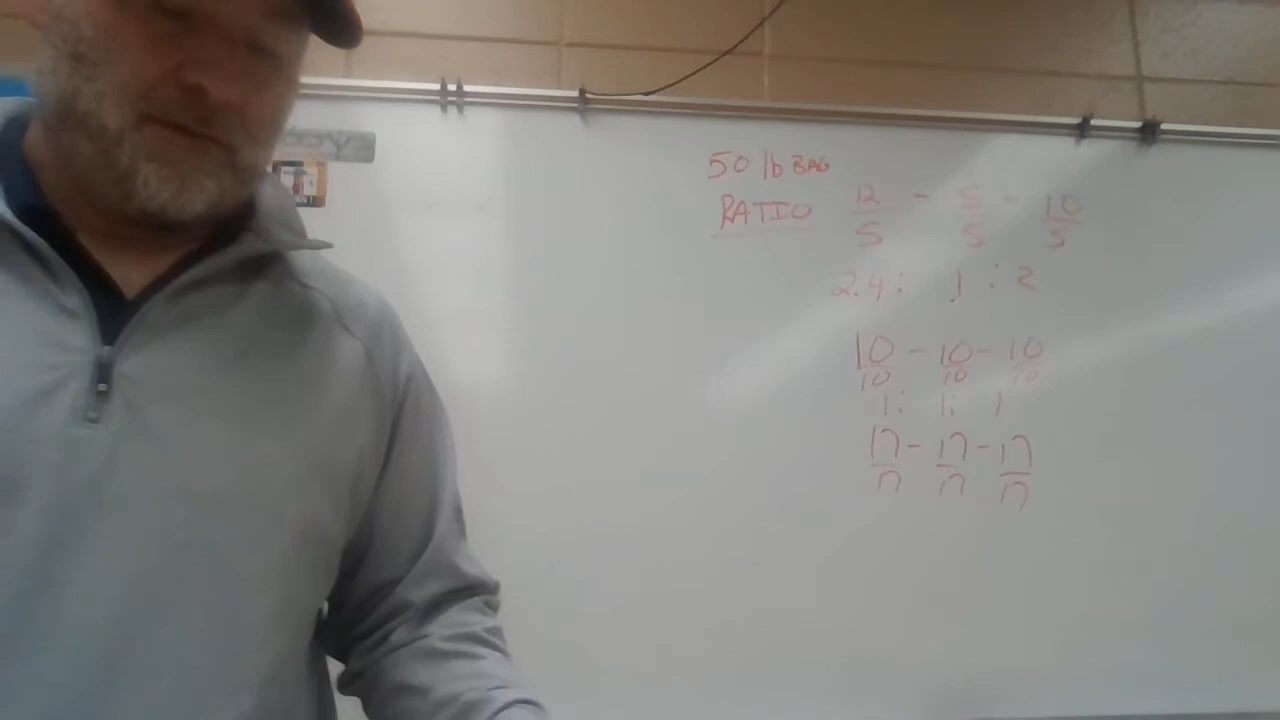 50 lb BAG
RATIO 12/5 - 5/5 - 10/5
2.4 : 1 : 2
10/10 - 10/10 - 10/10
1 : 1 : 1
17/17 - 17/17 - 17/17